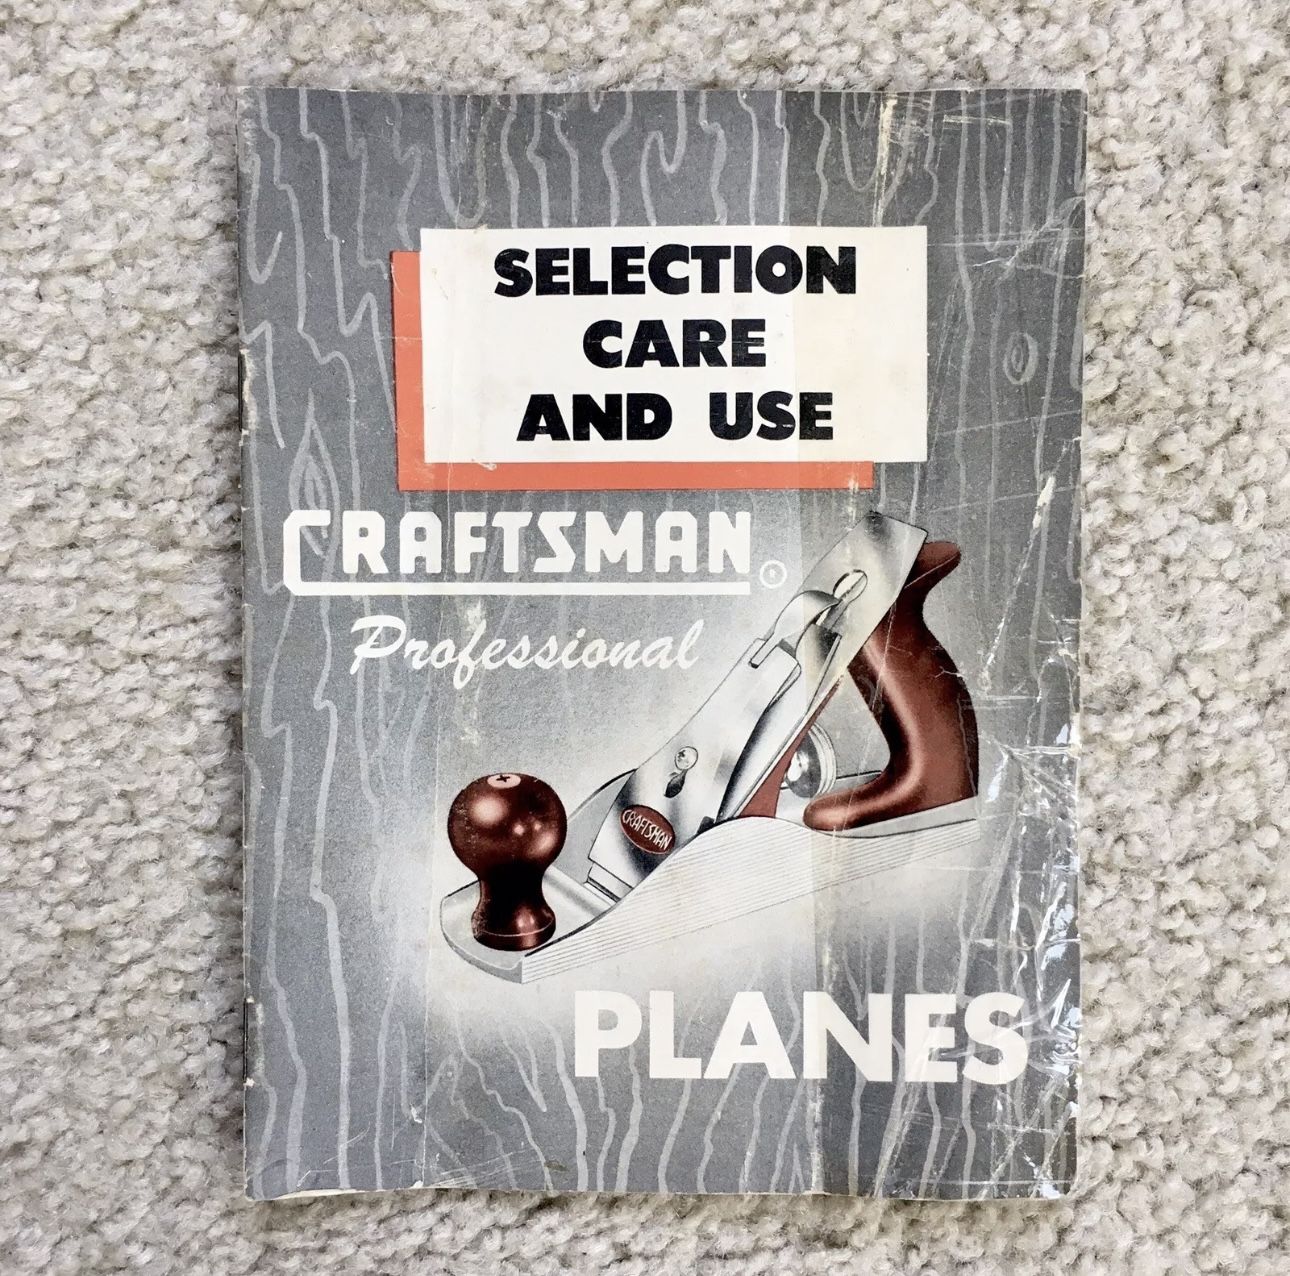 SELECTION
CARE
AND USE
CRAFTSMAN®
Professional
CRAFTSMAN
PLANES